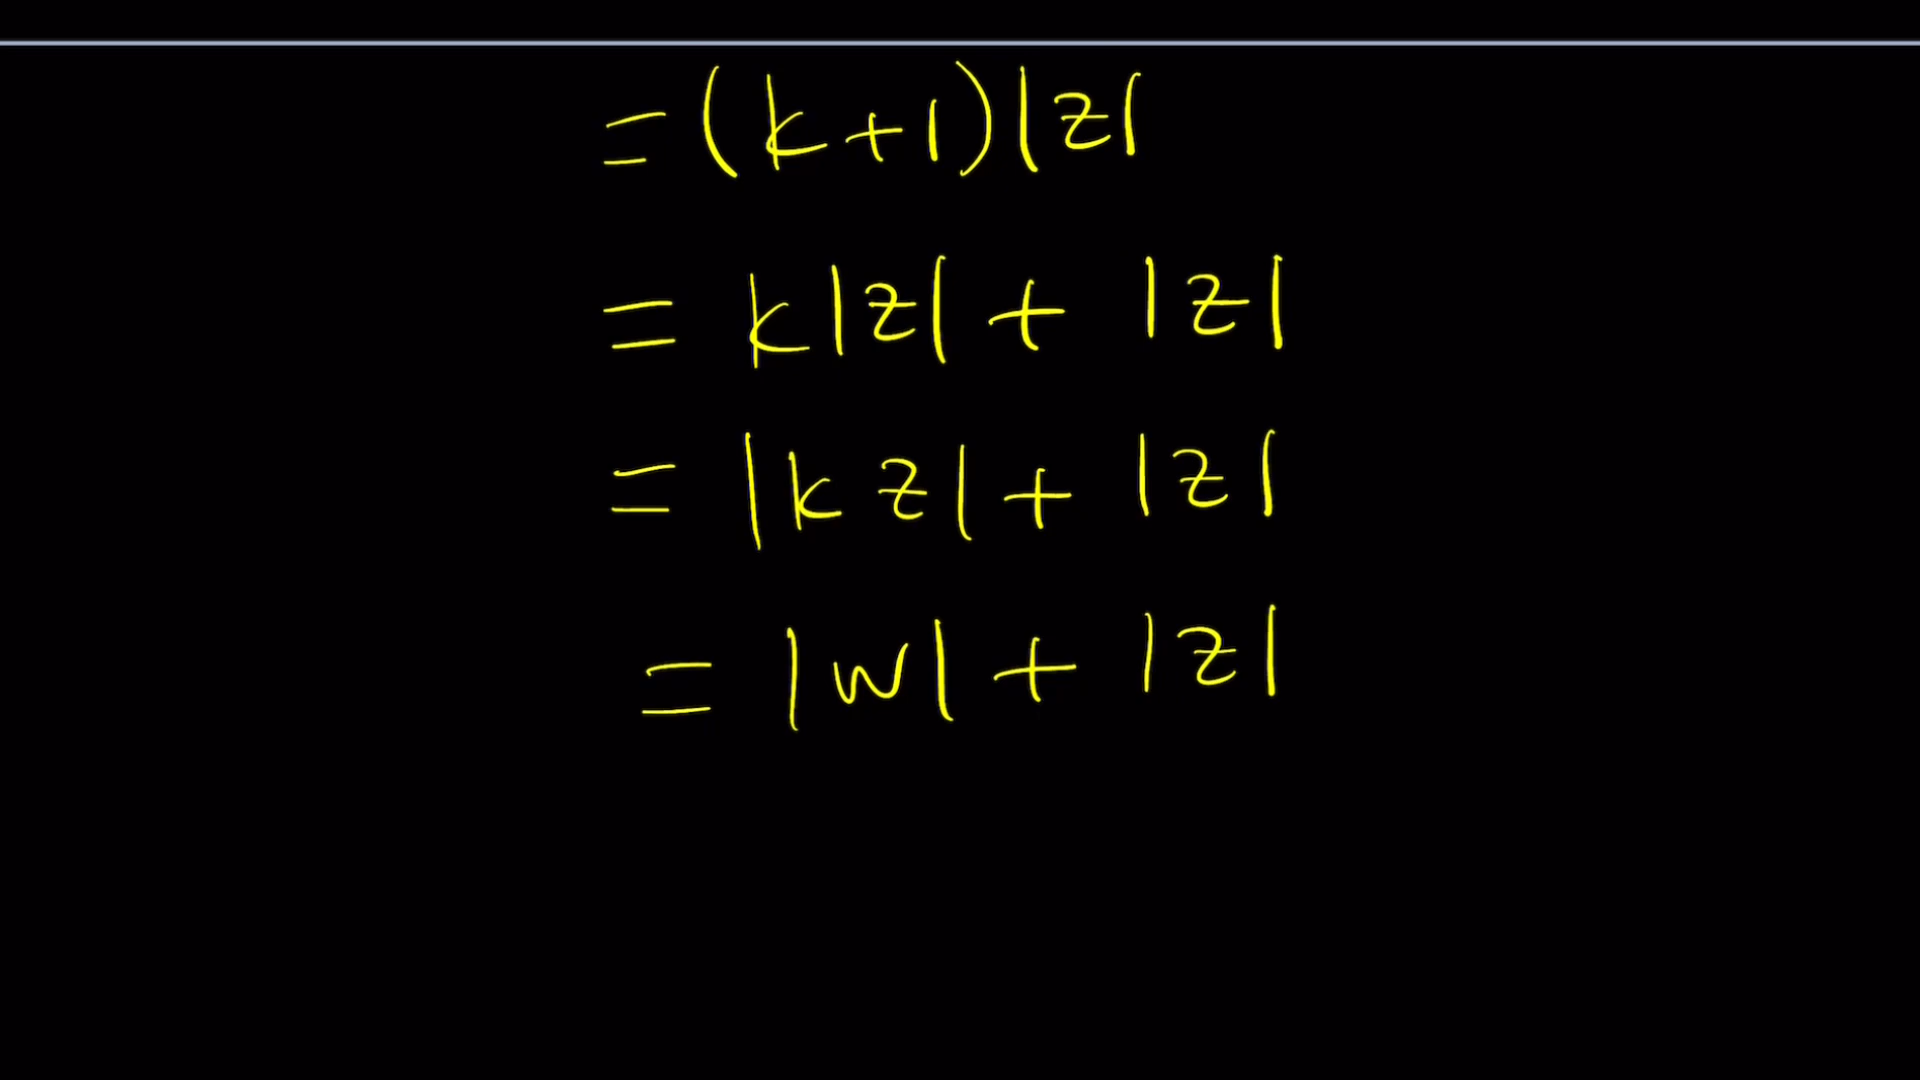 = (k+1)|z|
= k|z| + |z|
= |kz| + |z|
= |w| + |z|